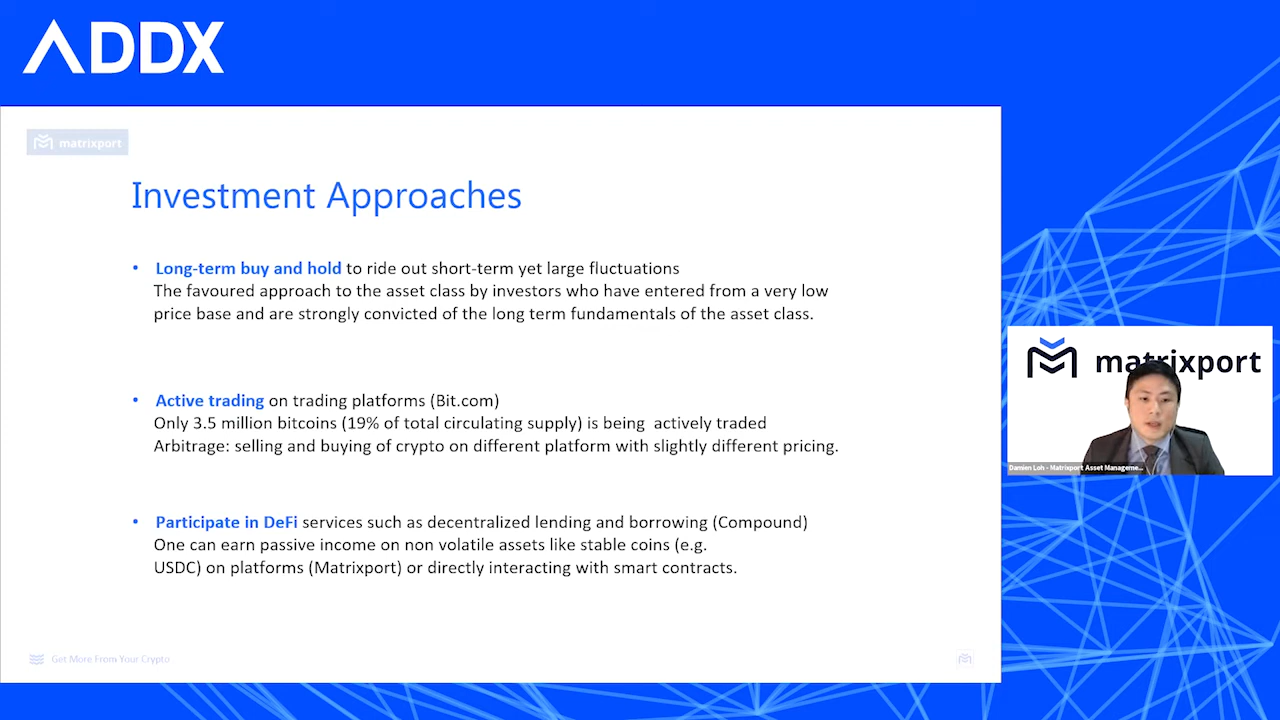 ADDX
matrixport
Investment Approaches
• Long-term buy and hold to ride out short-term yet large fluctuations
The favoured approach to the asset class by investors who have entered from a very low
price base and are strongly convicted of the long term fundamentals of the asset class.
• Active trading on trading platforms (Bit.com)
Only 3.5 million bitcoins (19% of total circulating supply) is being  actively traded
Arbitrage: selling and buying of crypto on different platform with slightly different pricing.
• Participate in DeFi services such as decentralized lending and borrowing (Compound)
One can earn passive income on non volatile assets like stable coins (e.g.
USDC) on platforms (Matrixport) or directly interacting with smart contracts.
Get More From Your Crypto
matrixport
Damien Loh - Matrixport Asset Manageme...